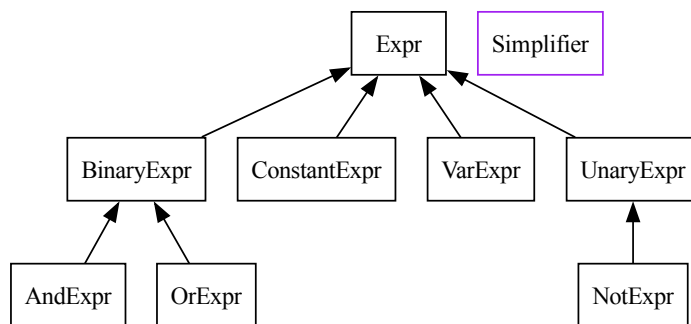 Expr
Simplifier
BinaryExpr
ConstantExpr
VarExpr
UnaryExpr
AndExpr
OrExpr
NotExpr